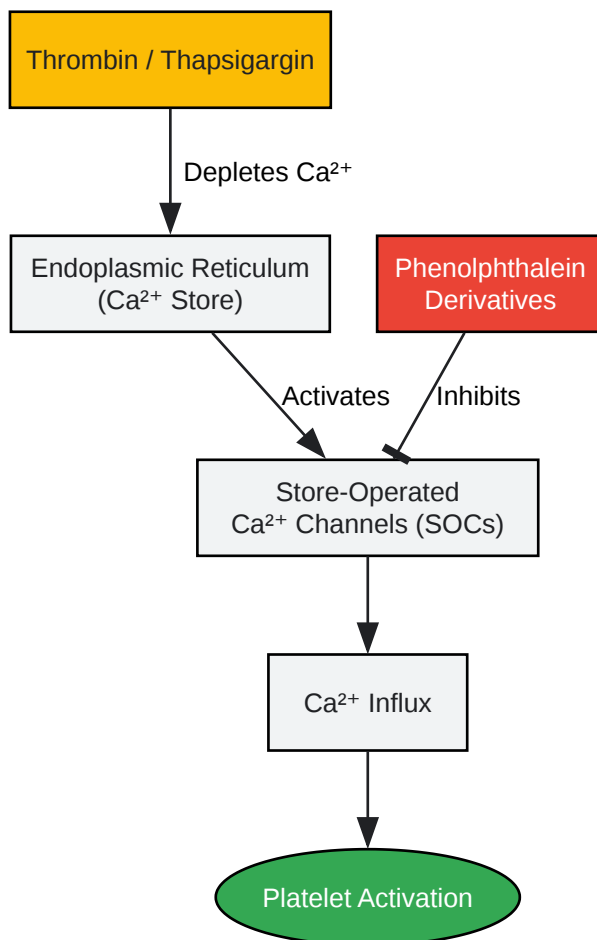 Thrombin / Thapsigargin
Depletes Ca²⁺
Endoplasmic Reticulum
(Ca²⁺ Store)
Phenolphthalein
Derivatives
Activates
Inhibits
Store-Operated
Ca²⁺ Channels (SOCs)
Ca²⁺ Influx
Platelet Activation